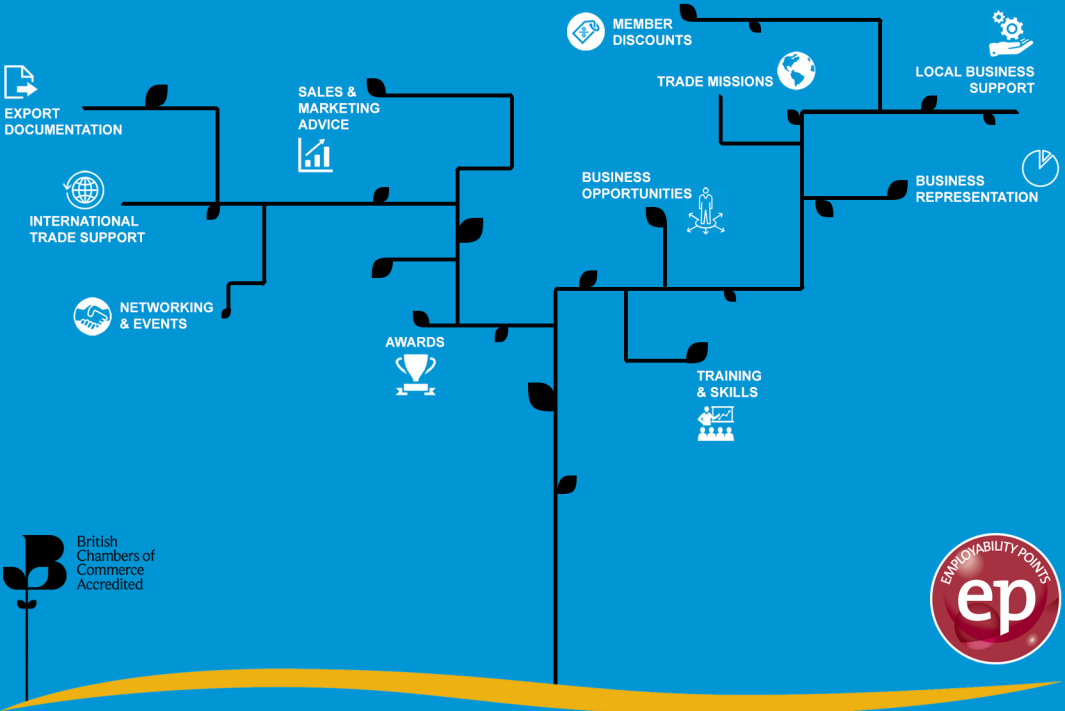 MEMBER
DISCOUNTS
TRADE MISSIONS
LOCAL BUSINESS
SUPPORT
EXPORT
DOCUMENTATION
SALES &
MARKETING
ADVICE
BUSINESS
OPPORTUNITIES
BUSINESS
REPRESENTATION
INTERNATIONAL
TRADE SUPPORT
NETWORKING
& EVENTS
AWARDS
TRAINING
& SKILLS
British
Chambers of
Commerce
Accredited
EMPLOYABILITY POINTS
ep